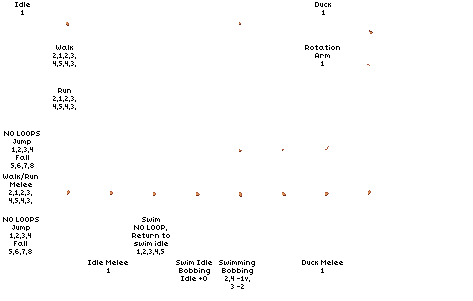 Idle
1
Duck
1
Walk
2,1,2,3,
4,5,4,3,
Rotation
Arm
1
Run
2,1,2,3,
4,5,4,3,
NO LOOPS
Jump
1,2,3,4
Fall
5,6,7,8
Walk/Run
Melee
2,1,2,3,
4,5,4,3,
NO LOOPS
Jump
1,2,3,4
Fall
5,6,7,8
Swim
NO LOOP,
Return to
swim idle
1,2,3,4,5
Idle Melee
1
Swim Idle
Bobbing
Idle +0
Swimming
Bobbing
2,4 -1v,
3 -2
Duck Melee
1